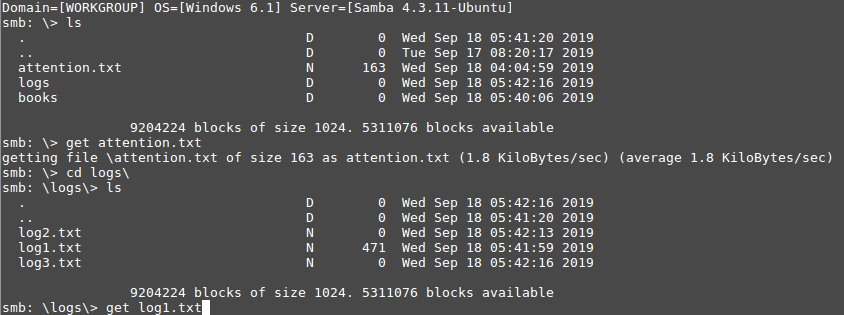 Domain=[WORKGROUP] OS=[Windows 6.1] Server=[Samba 4.3.11-Ubuntu]
smb: \> ls
  .                                   D        0  Wed Sep 18 05:41:20 2019
  ..                                  D        0  Tue Sep 17 08:20:17 2019
  attention.txt                       N      163  Wed Sep 18 04:04:59 2019
  logs                                D        0  Wed Sep 18 05:42:16 2019
  books                               D        0  Wed Sep 18 05:40:06 2019
                9204224 blocks of size 1024. 5311076 blocks available
smb: \> get attention.txt
getting file \attention.txt of size 163 as attention.txt (1.8 KiloBytes/sec) (average 1.8 KiloBytes/sec)
smb: \> cd logs\
smb: \logs\> ls
  .                                   D        0  Wed Sep 18 05:42:16 2019
  ..                                  D        0  Wed Sep 18 05:41:20 2019
  log2.txt                            N        0  Wed Sep 18 05:42:13 2019
  log1.txt                            N      471  Wed Sep 18 05:41:59 2019
  log3.txt                            N        0  Wed Sep 18 05:42:16 2019
                9204224 blocks of size 1024. 5311076 blocks available
smb: \logs\> get log1.txt